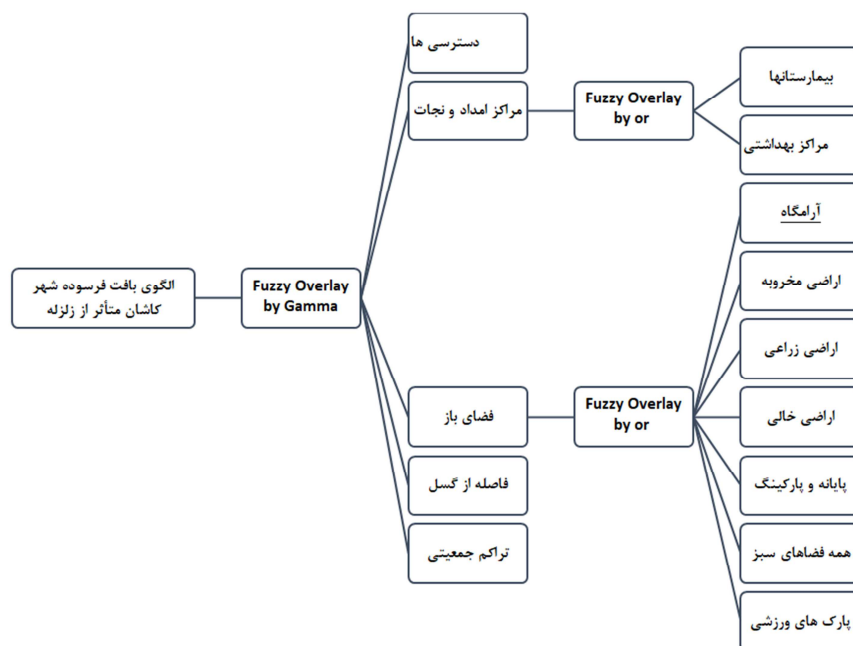 الگوی بافت فرسوده شهر
کاشان متأثر از زلزله
Fuzzy Overlay
by Gamma
دسترسی ها
مراکز امداد و نجات
Fuzzy Overlay
by or
بیمارستانها
مراکز بهداشتی
فضای باز
Fuzzy Overlay
by or
آرامگاه
اراضی مخروبه
اراضی زراعی
اراضی خالی
پایانه و پارکینگ
همه فضاهای سبز
پارک های ورزشی
فاصله از گسل
تراکم جمعیتی